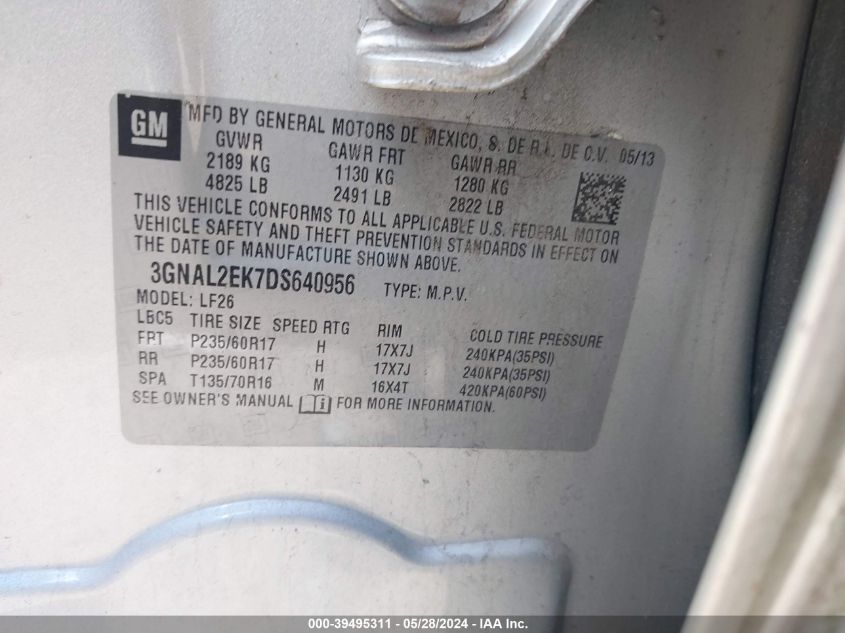 GM MFD BY GENERAL MOTORS DE MEXICO, S. DE R.L. DE C.V. 05/13
GVWR GAWR FRT GAWR RR
2189 KG 1130 KG 1280 KG
4825 LB 2491 LB 2822 LB
THIS VEHICLE CONFORMS TO ALL APPLICABLE U.S. FEDERAL MOTOR
VEHICLE SAFETY AND THEFT PREVENTION STANDARDS IN EFFECT ON
THE DATE OF MANUFACTURE SHOWN ABOVE.
3GNAL2EK7DS640956 TYPE: M.P.V.
MODEL: LF26
LBC5 TIRE SIZE SPEED RTG RIM COLD TIRE PRESSURE
FRT P235/60R17 H 17X7J 240KPA(35PSI)
RR P235/60R17 H 17X7J 240KPA(35PSI)
SPA T135/70R16 M 16X4T 420KPA(60PSI)
SEE OWNER'S MANUAL i FOR MORE INFORMATION.
000-39495311 - 05/28/2024 - IAA Inc.